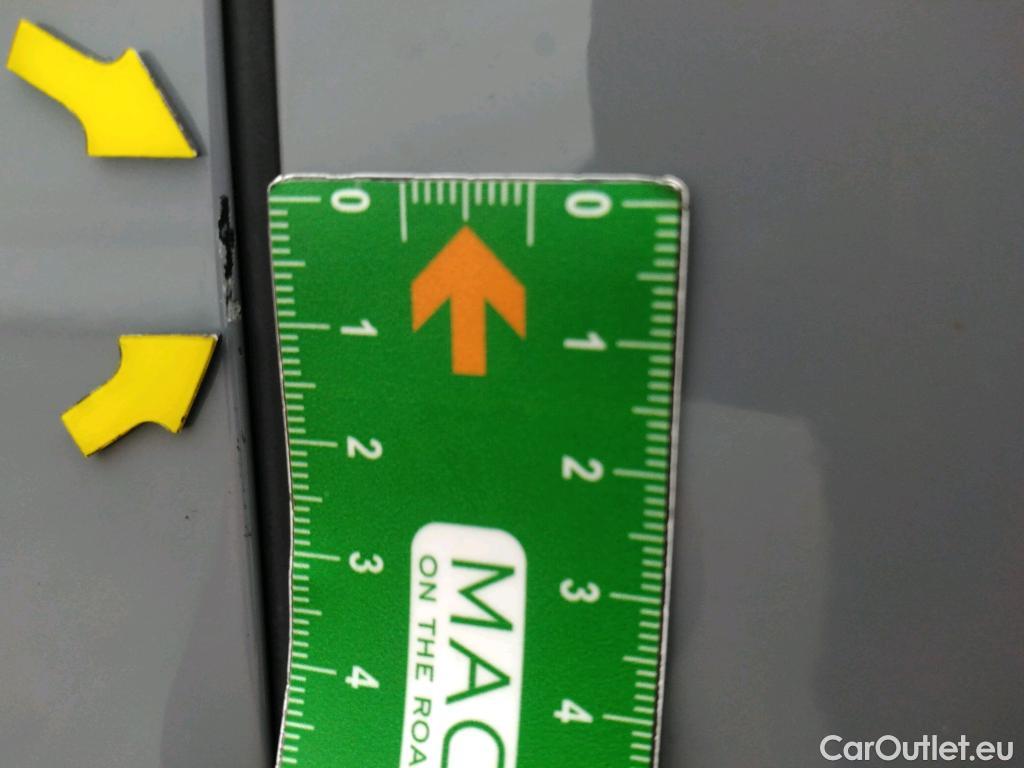 0 0
1 1
2 2
3 3
4 4
MAC
ON THE ROA
CarOutlet.eu